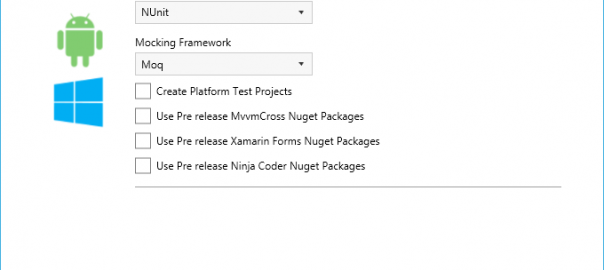 NUnit
Mocking Framework
Moq
Create Platform Test Projects
Use Pre release MvvmCross Nuget Packages
Use Pre release Xamarin Forms Nuget Packages
Use Pre release Ninja Coder Nuget Packages